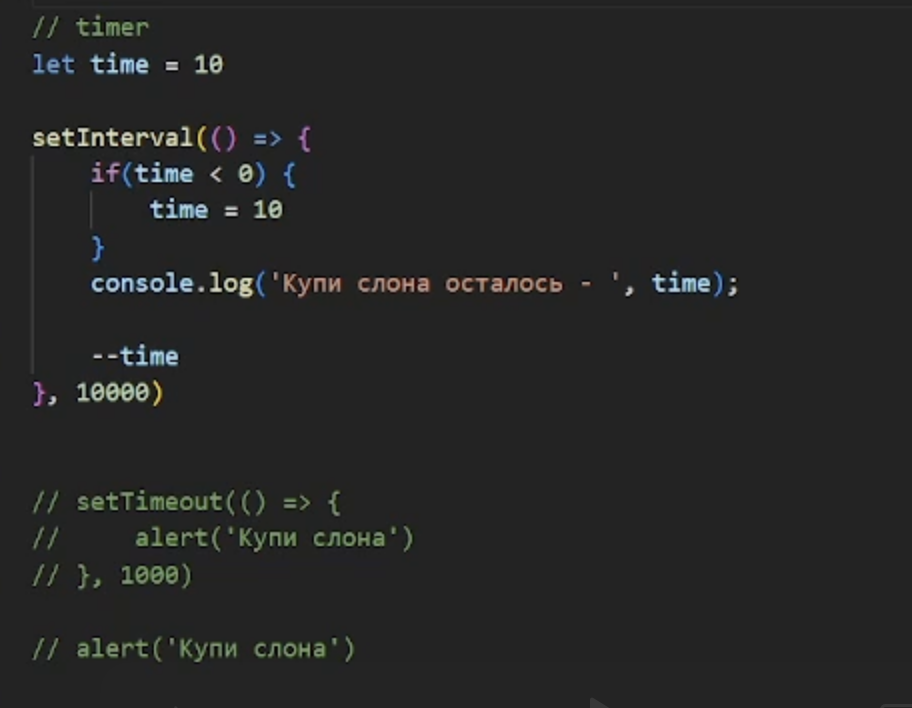 // timer
let time = 10
setInterval(() => {
if(time < 0) {
time = 10
}
console.log('Купи слона осталось - ', time);
--time
}, 10000)
// setTimeout(() => {
//     alert('Купи слона')
// }, 1000)
// alert('Купи слона')